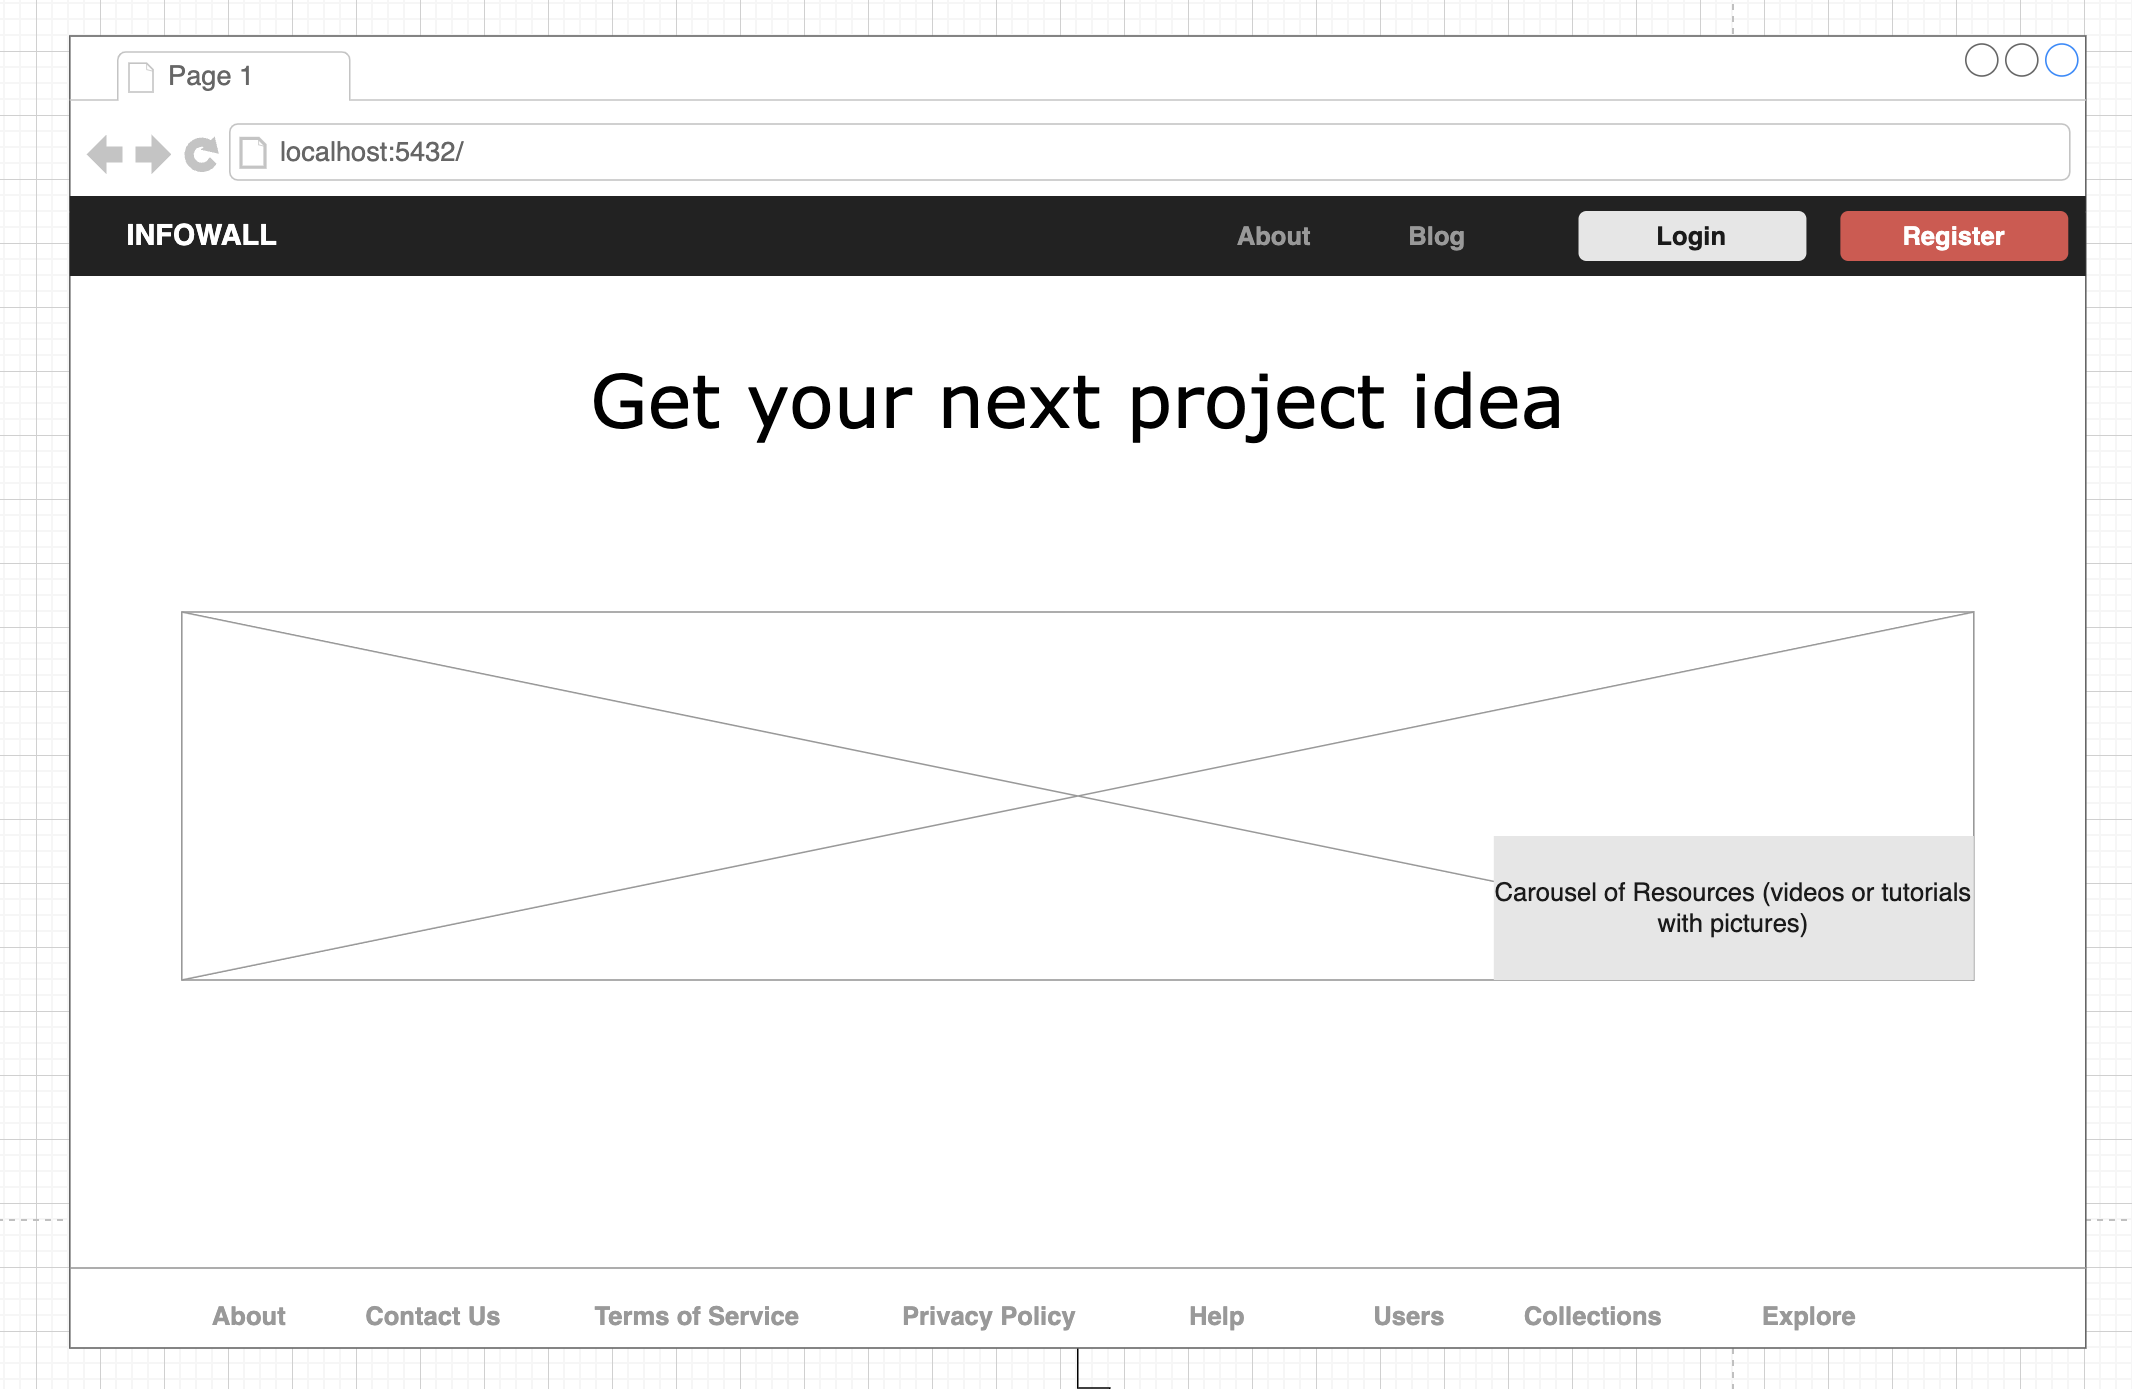 Page 1
localhost:5432/
INFOWALL About Blog Login Register
Get your next project idea
Carousel of Resources (videos or tutorials
with pictures)
About Contact Us Terms of Service Privacy Policy Help Users Collections Explore